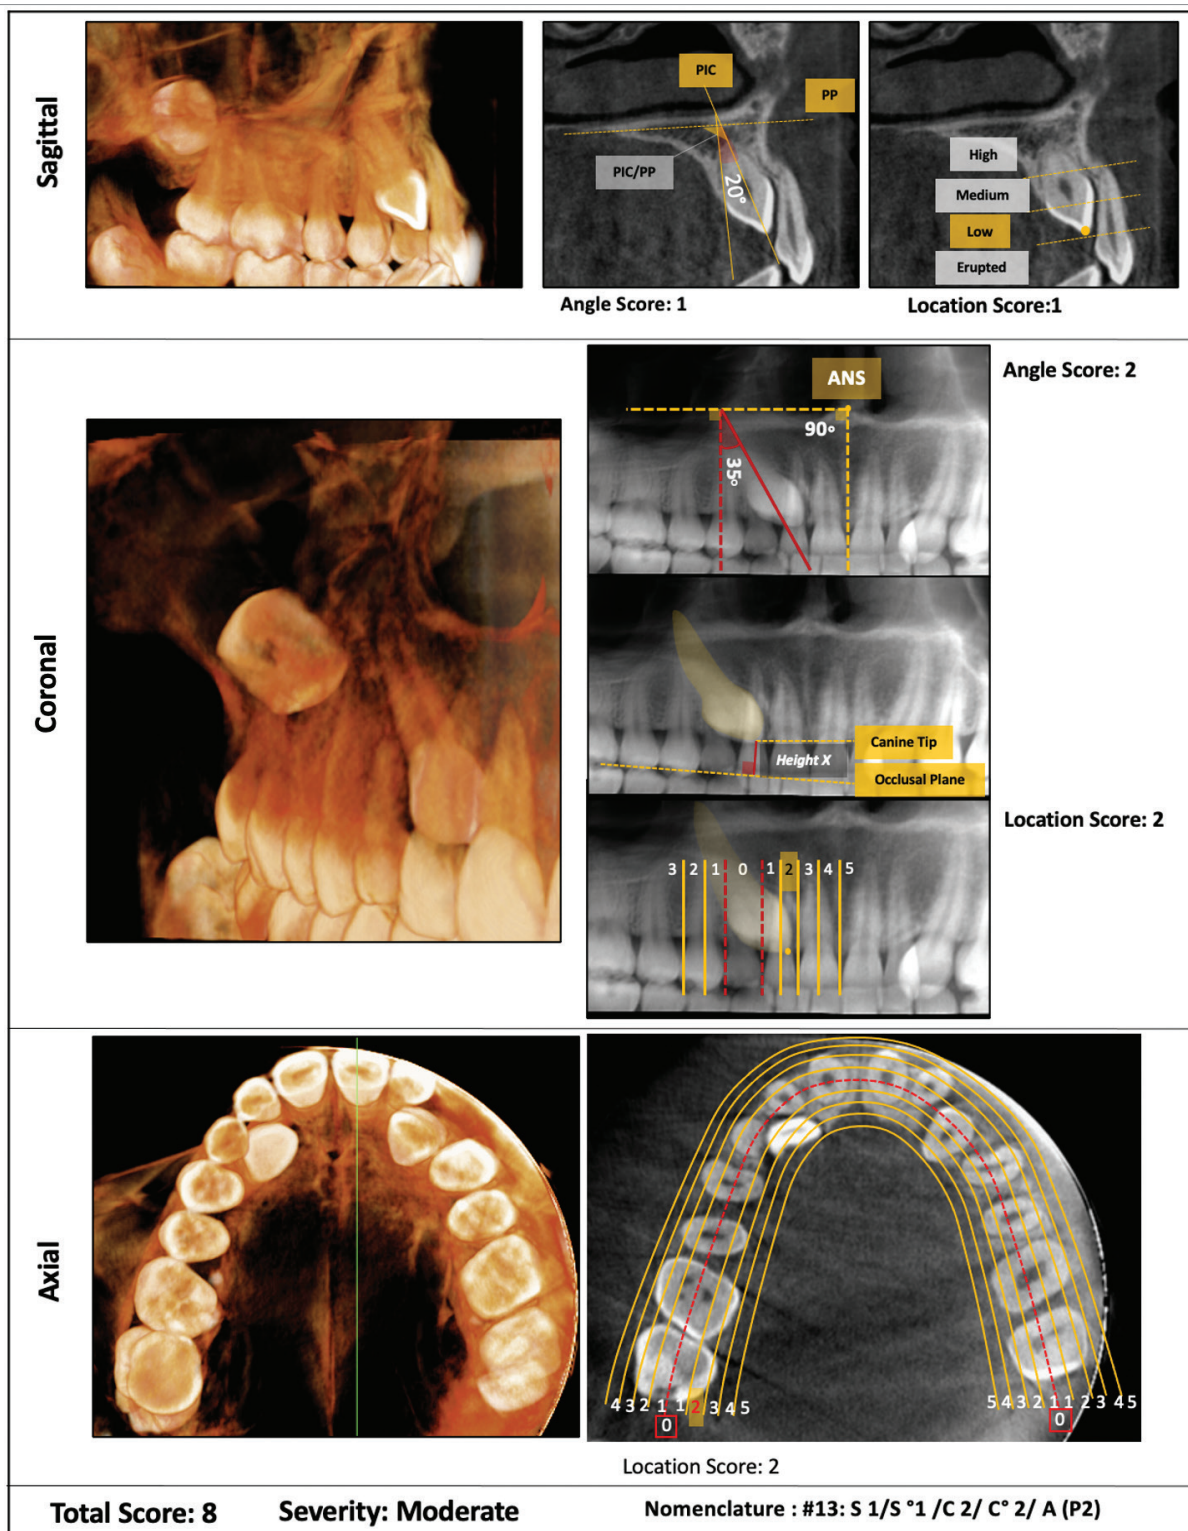 Sagittal
PIC
PP
PIC/PP
20°
Angle Score: 1
High
Medium
Low
Erupted
Location Score:1
Coronal
ANS
90°
35°
Angle Score: 2
Canine Tip
Height X
Occlusal Plane
Location Score: 2
3 2 1 0 1 2 3 4 5
Axial
4 3 2 1 1 2 3 4 5
0
5 4 3 2 1 1 2 3 4 5
0
Location Score: 2
Total Score: 8
Severity: Moderate
Nomenclature : #13: S 1/S °1 /C 2/ C° 2/ A (P2)